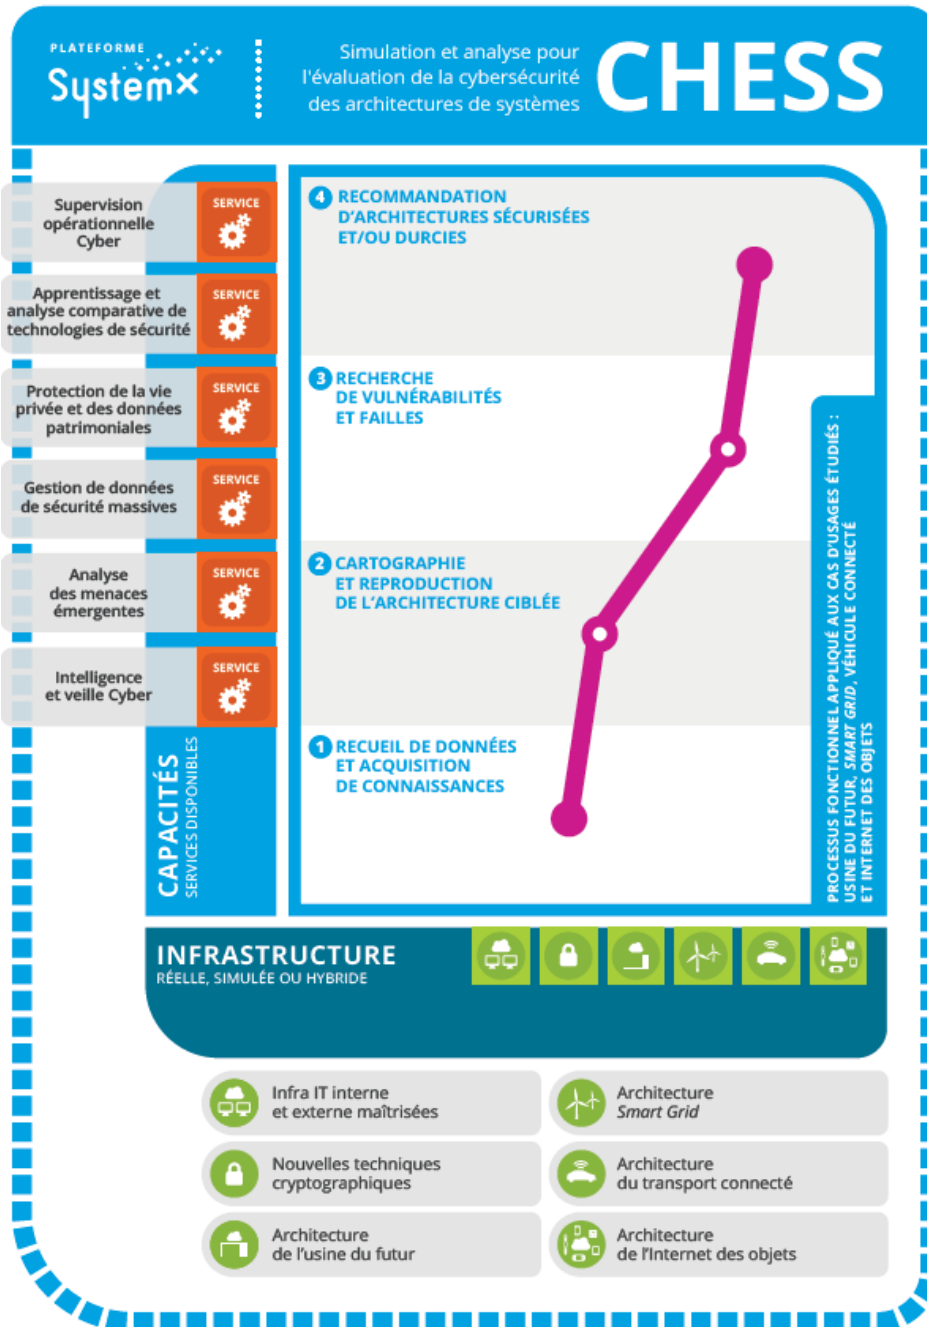 PLATEFORME
SystemX
Simulation et analyse pour
l'évaluation de la cybersécurité
des architectures de systèmes
CHESS
Supervision
opérationnelle
Cyber
SERVICE
Apprentissage et
analyse comparative de
technologies de sécurité
SERVICE
Protection de la vie
privée et des données
patrimoniales
SERVICE
Gestion de données
de sécurité massives
SERVICE
Analyse
des menaces
émergentes
SERVICE
Intelligence
et veille Cyber
SERVICE
CAPACITÉS
SERVICES DISPONIBLES
4 RECOMMANDATION
D'ARCHITECTURES SÉCURISÉES
ET/OU DURCIES
3 RECHERCHE
DE VULNÉRABILITÉS
ET FAILLES
2 CARTOGRAPHIE
ET REPRODUCTION
DE L'ARCHITECTURE CIBLÉE
1 RECUEIL DE DONNÉES
ET ACQUISITION
DE CONNAISSANCES
PROCESSUS FONCTIONNEL APPLIQUÉ AUX CAS D'USAGES ÉTUDIÉS :
USINE DU FUTUR, SMART GRID, VÉHICULE CONNECTÉ
ET INTERNET DES OBJETS
INFRASTRUCTURE
RÉELLE, SIMULÉE OU HYBRIDE
Infra IT interne
et externe maîtrisées
Architecture
Smart Grid
Nouvelles techniques
cryptographiques
Architecture
du transport connecté
Architecture
de l'usine du futur
Architecture
de l'Internet des objets